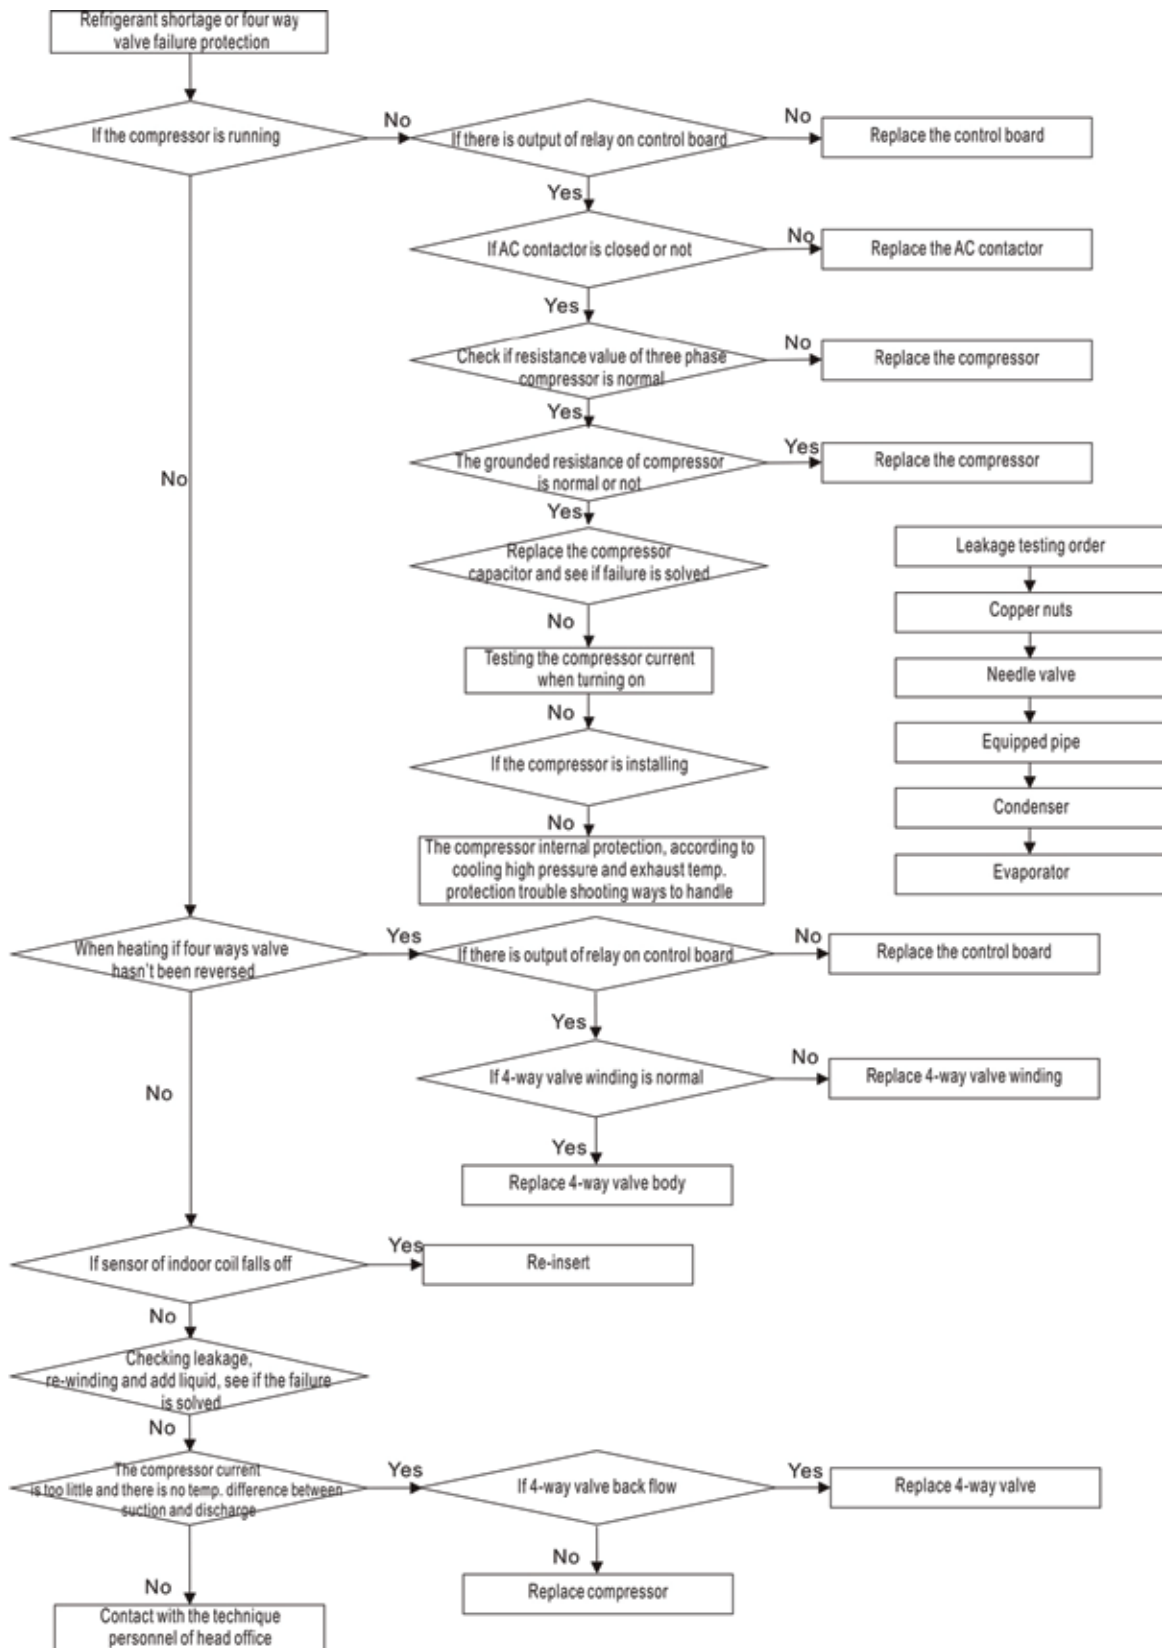 Refrigerant shortage or four way
valve failure protection
If the compressor is running
No
If there is output of relay on control board
No
Replace the control board
Yes
If AC contactor is closed or not
No
Replace the AC contactor
Yes
Check if resistance value of three phase
compressor is normal
No
Replace the compressor
Yes
The grounded resistance of compressor
is normal or not
Yes
Replace the compressor
No
Yes
Replace the compressor
capacitor and see if failure is solved
No
Testing the compressor current
when turning on
No
If the compressor is installing
No
The compressor internal protection, according to
cooling high pressure and exhaust temp.
protection trouble shooting ways to handle
Leakage testing order
Copper nuts
Needle valve
Equipped pipe
Condenser
Evaporator
When heating if four ways valve
hasn't been reversed
Yes
If there is output of relay on control board
No
Replace the control board
Yes
If 4-way valve winding is normal
No
Replace 4-way valve winding
Yes
Replace 4-way valve body
No
If sensor of indoor coil falls off
Yes
Re-insert
No
Checking leakage,
re-winding and add liquid, see if the failure
is solved
No
The compressor current
is too little and there is no temp. difference between
suction and discharge
Yes
If 4-way valve back flow
Yes
Replace 4-way valve
No
Replace compressor
No
Contact with the technique
personnel of head office